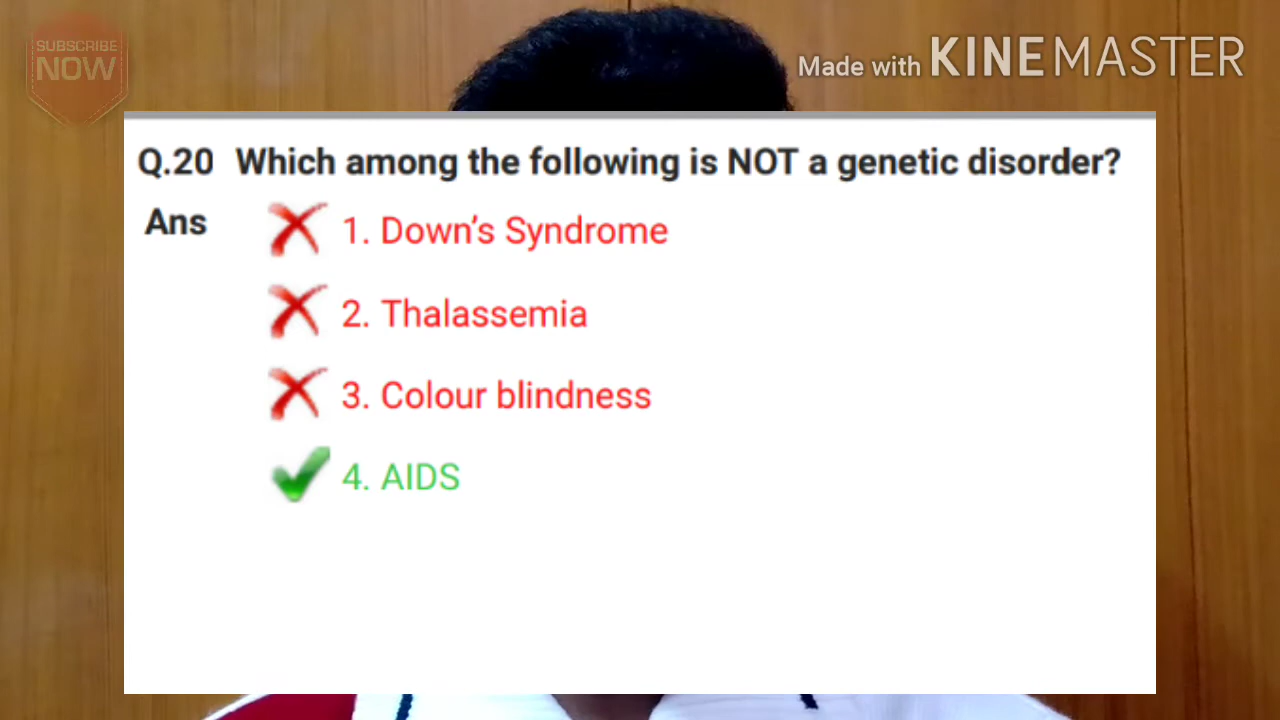 SUBSCRIBE
NOW
Made with KINEMASTER
Q.20 Which among the following is NOT a genetic disorder?
Ans
1. Down's Syndrome
2. Thalassemia
3. Colour blindness
4. AIDS